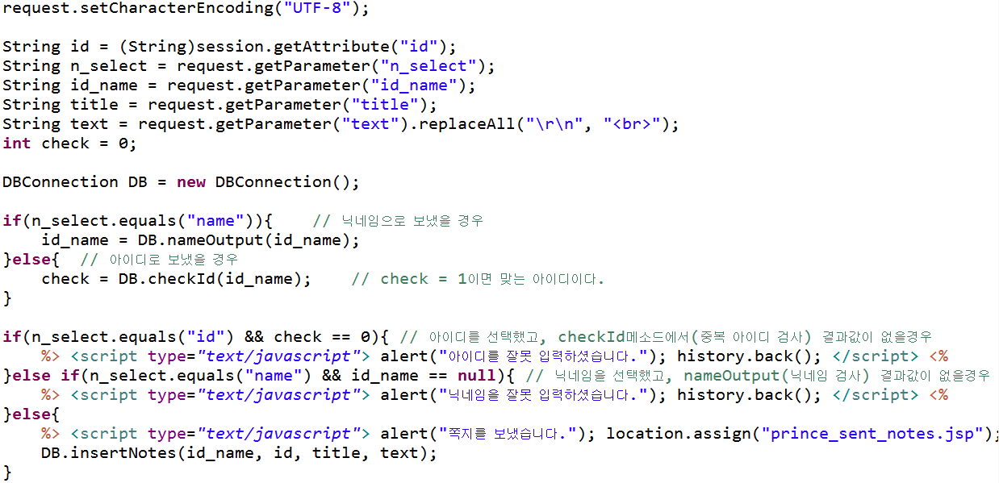 request.setCharacterEncoding("UTF-8");
String id = (String)session.getAttribute("id");
String n_select = request.getParameter("n_select");
String id_name = request.getParameter("id_name");
String title = request.getParameter("title");
String text = request.getParameter("text").replaceAll("\r\n", "<br>");
int check = 0;
DBConnection DB = new DBConnection();
if(n_select.equals("name")){    // 닉네임으로 보냈을 경우
    id_name = DB.nameOutput(id_name);
}else{  // 아이디로 보냈을 경우
    check = DB.checkId(id_name);    // check = 1이면 맞는 아이디이다.
}
if(n_select.equals("id") && check == 0){ // 아이디를 선택했고, checkId메소드에서(중복 아이디 검사) 결과값이 없을경우
    %> <script type="text/javascript"> alert("아이디를 잘못 입력하셨습니다."); history.back(); </script> <%
}else if(n_select.equals("name") && id_name == null){ // 닉네임을 선택했고, nameOutput(닉네임 검사) 결과값이 없을경우
    %> <script type="text/javascript"> alert("닉네임을 잘못 입력하셨습니다."); history.back(); </script> <%
}else{
    %> <script type="text/javascript"> alert("쪽지를 보냈습니다."); location.assign("prince_sent_notes.jsp");
    DB.insertNotes(id_name, id, title, text);
}